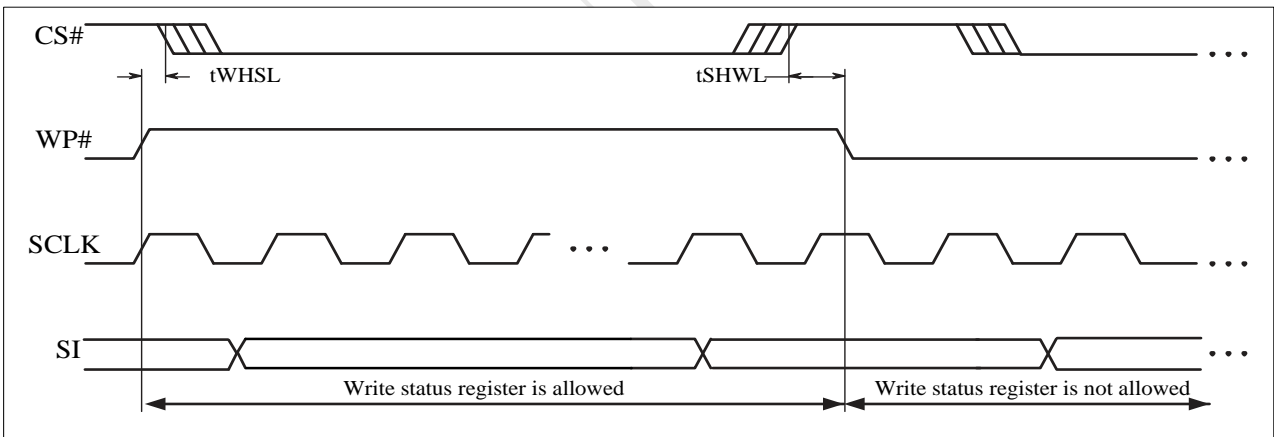 CS#
tWHSL
tSHWL
WP#
SCLK
SI
Write status register is allowed
Write status register is not allowed